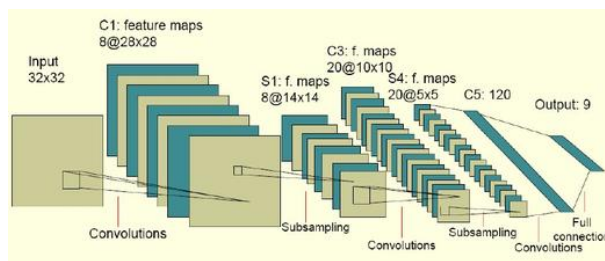 C1: feature maps
8@28x28
Input
32x32
S1: f. maps
8@14x14
C3: f. maps
20@10x10
S4: f. maps
20@5x5
C5: 120
Output: 9
Convolutions
Subsampling
Convolutions
Subsampling
Convolutions
Full
connection